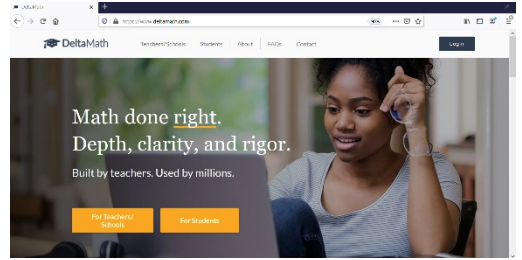 DeltaMath
https://www.deltamath.com
DeltaMath
Teachers/Schools Students About FAQs Contact
Log In
Math done right.
Depth, clarity, and rigor.
Built by teachers. Used by millions.
For Teachers/
Schools
For Students